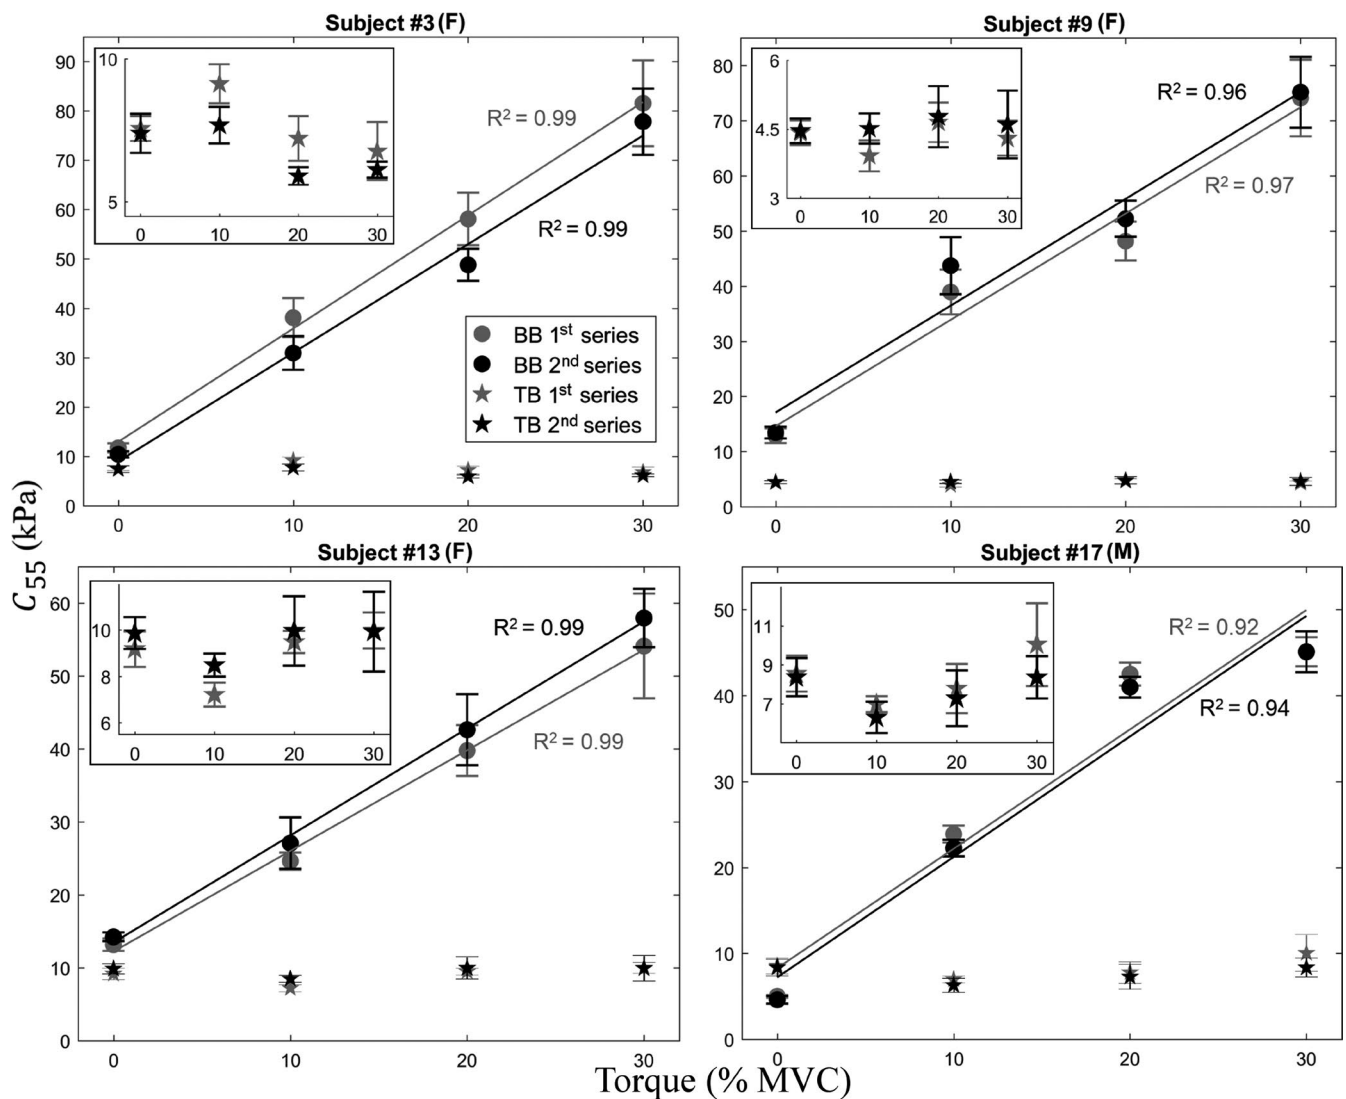 Subject #3 (F)
90
80
70
60
50
40
30
20
10
0
0 10 20 30
10
5
0 10 20 30
R² = 0.99
R² = 0.99
BB 1st series
BB 2nd series
TB 1st series
TB 2nd series
Subject #9 (F)
80
70
60
50
40
30
20
10
0
0 10 20 30
6
4.5
3
0 10 20 30
R² = 0.96
R² = 0.97
C55 (kPa)
Subject #13 (F)
60
50
40
30
20
10
0
0 10 20 30
10
8
6
0 10 20 30
R² = 0.99
R² = 0.99
Subject #17 (M)
50
40
30
20
10
0
0 10 20 30
11
9
7
0 10 20 30
R² = 0.92
R² = 0.94
Torque (% MVC)